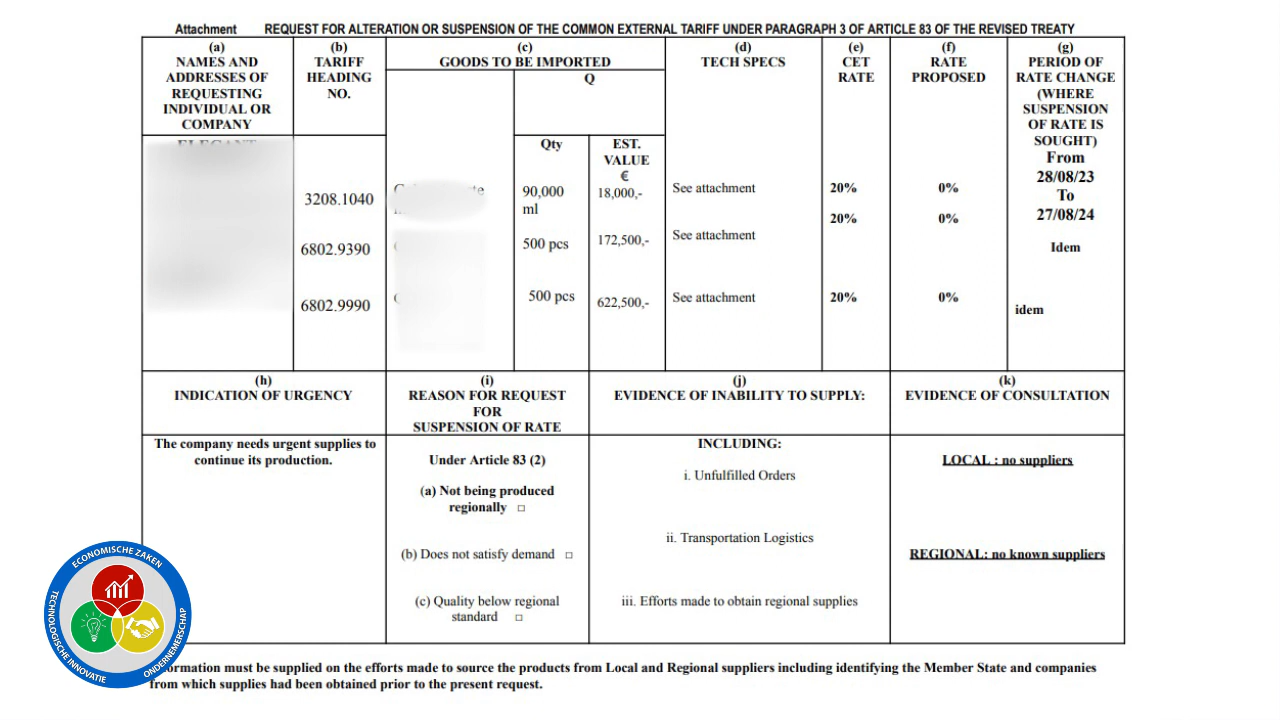 Attachment REQUEST FOR ALTERATION OR SUSPENSION OF THE COMMON EXTERNAL TARIFF UNDER PARAGRAPH 3 OF ARTICLE 83 OF THE REVISED TREATY
(a)
NAMES AND
ADDRESSES OF
REQUESTING
INDIVIDUAL OR
COMPANY
(b)
TARIFF
HEADING
NO.
(c)
GOODS TO BE IMPORTED
Q
Qty
EST.
VALUE
€
(d)
TECH SPECS
(e)
CET
RATE
(f)
RATE
PROPOSED
(g)
PERIOD OF
RATE CHANGE
(WHERE
SUSPENSION
OF RATE IS
SOUGHT)
From
28/08/23
To
27/08/24
3208.1040
90,000
ml
18,000,-
See attachment
20%
0%
6802.9390
500 pcs
172,500,-
See attachment
20%
0%
Idem
6802.9990
500 pcs
622,500,-
See attachment
20%
0%
idem
(h)
INDICATION OF URGENCY
(i)
REASON FOR REQUEST
FOR
SUSPENSION OF RATE
(j)
EVIDENCE OF INABILITY TO SUPPLY:
(k)
EVIDENCE OF CONSULTATION
The company needs urgent supplies to
continue its production.
Under Article 83 (2)
(a) Not being produced
regionally □
(b) Does not satisfy demand □
(c) Quality below regional
standard □
INCLUDING:
i. Unfulfilled Orders
ii. Transportation Logistics
iii. Efforts made to obtain regional supplies
LOCAL : no suppliers
REGIONAL: no known suppliers
must be supplied on the efforts made to source the products from Local and Regional suppliers including identifying the Member State and companies
which supplies had been obtained prior to the present request.
ECONOMISCHE ZAKEN
TECHNOLOGISCHE INNOVATIE
ONDERNEMERSCHAP